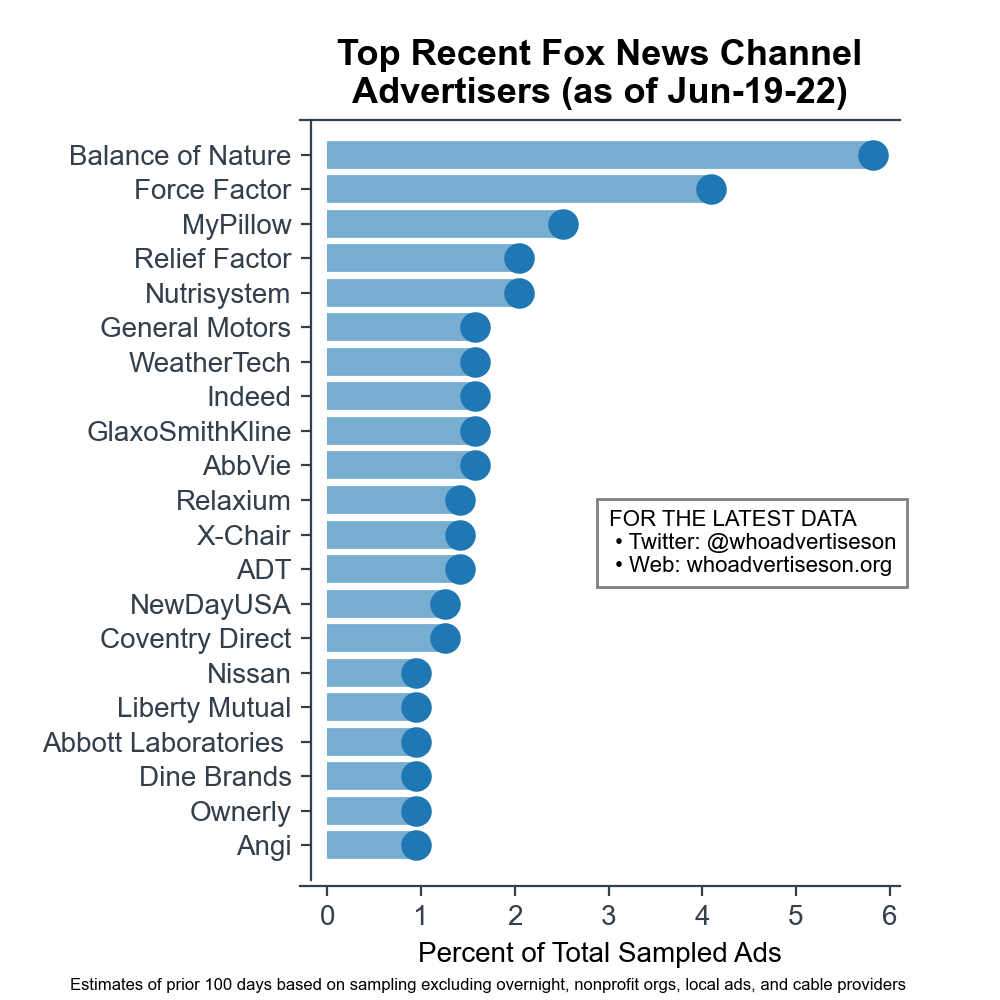 Top Recent Fox News Channel
Advertisers (as of Jun-19-22)
Balance of Nature
Force Factor
MyPillow
Relief Factor
Nutrisystem
General Motors
WeatherTech
Indeed
GlaxoSmithKline
AbbVie
Relaxium
X-Chair
ADT
NewDayUSA
Coventry Direct
Nissan
Liberty Mutual
Abbott Laboratories
Dine Brands
Ownerly
Angi
FOR THE LATEST DATA
• Twitter: @whoadvertiseson
• Web: whoadvertiseson.org
0 1 2 3 4 5 6
Percent of Total Sampled Ads
Estimates of prior 100 days based on sampling excluding overnight, nonprofit orgs, local ads, and cable providers